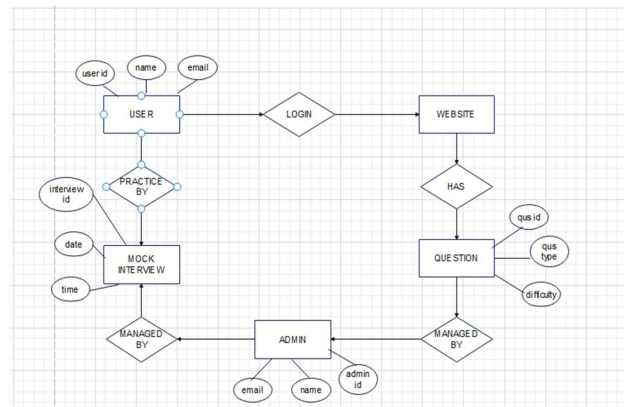 user id
name
email
USER
LOGIN
WEBSITE
PRACTICE
BY
HAS
interview
id
date
time
MOCK
INTERVIEW
QUESTION
qus id
qus
type
difficulty
MANAGED
BY
ADMIN
MANAGED
BY
email
name
admin
id